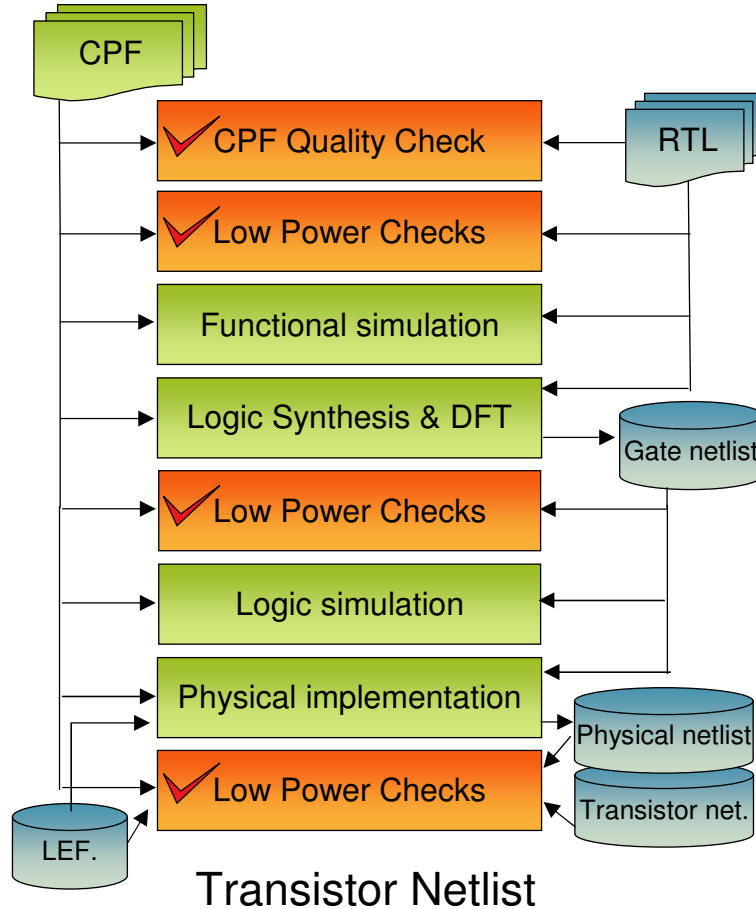 CPF
CPF Quality Check
RTL
Low Power Checks
Functional simulation
Logic Synthesis & DFT
Gate netlist
Low Power Checks
Logic simulation
Physical implementation
Physical netlist
Low Power Checks
Transistor net.
LEF.
Transistor Netlist